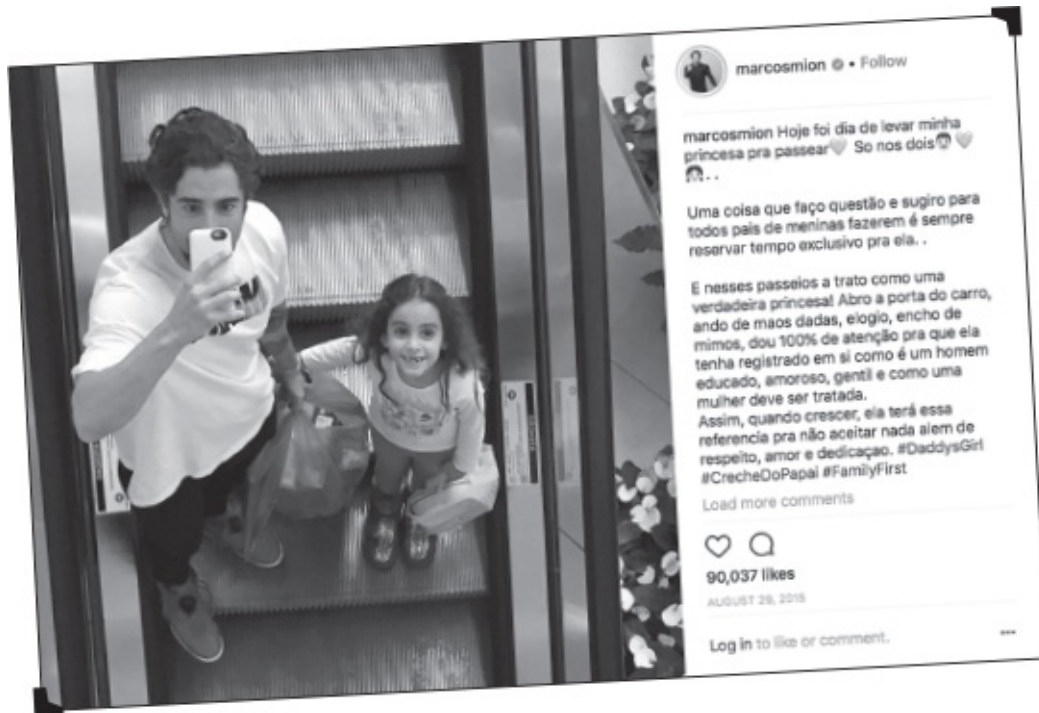 marcosmion • Follow
marcosmion Hoje foi dia de levar minha
princesa pra passear🤍 So nos dois👨🏻🤍
👧🏻. .
Uma coisa que faço questão e sugiro para
todos pais de meninas fazerem é sempre
reservar tempo exclusivo pra ela. .
E nesses passeios a trato como uma
verdadeira princesa! Abro a porta do carro,
ando de maos dadas, elogio, encho de
mimos, dou 100% de atenção pra que ela
tenha registrado em si como é um homem
educado, amoroso, gentil e como uma
mulher deve ser tratada.
Assim, quando crescer, ela terá essa
referencia pra não aceitar nada alem de
respeito, amor e dedicaçao. #DaddysGirl
#CrecheDoPapai #FamilyFirst
Load more comments
90,037 likes
AUGUST 29, 2015
Log in to like or comment.